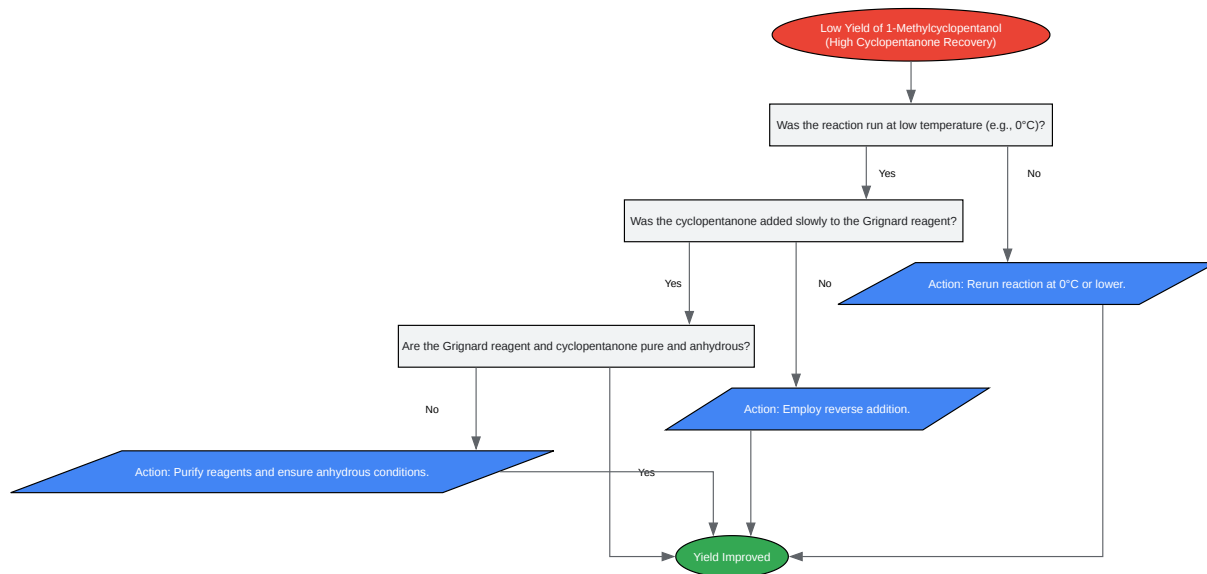 Low Yield of 1-Methylcyclopentanol
(High Cyclopentanone Recovery)
Was the reaction run at low temperature (e.g., 0°C)?
Yes
No
Was the cyclopentanone added slowly to the Grignard reagent?
Yes
No
Action: Rerun reaction at 0°C or lower.
Are the Grignard reagent and cyclopentanone pure and anhydrous?
No
Action: Employ reverse addition.
Action: Purify reagents and ensure anhydrous conditions.
Yes
Yield Improved